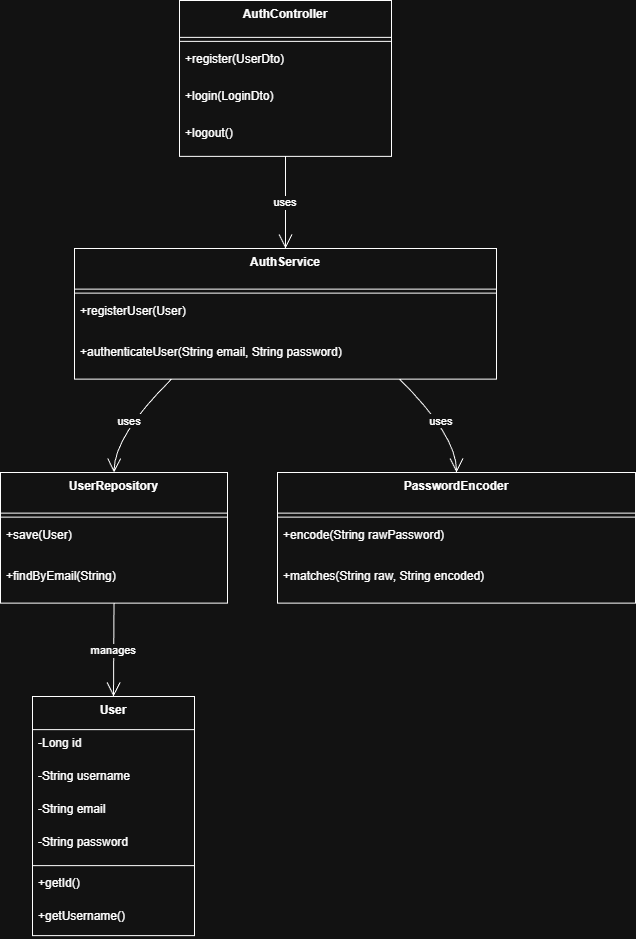 AuthController
+register(UserDto)
+login(LoginDto)
+logout()
uses
AuthService
+registerUser(User)
+authenticateUser(String email, String password)
uses
uses
UserRepository
+save(User)
+findByEmail(String)
PasswordEncoder
+encode(String rawPassword)
+matches(String raw, String encoded)
manages
User
-Long id
-String username
-String email
-String password
+getId()
+getUsername()